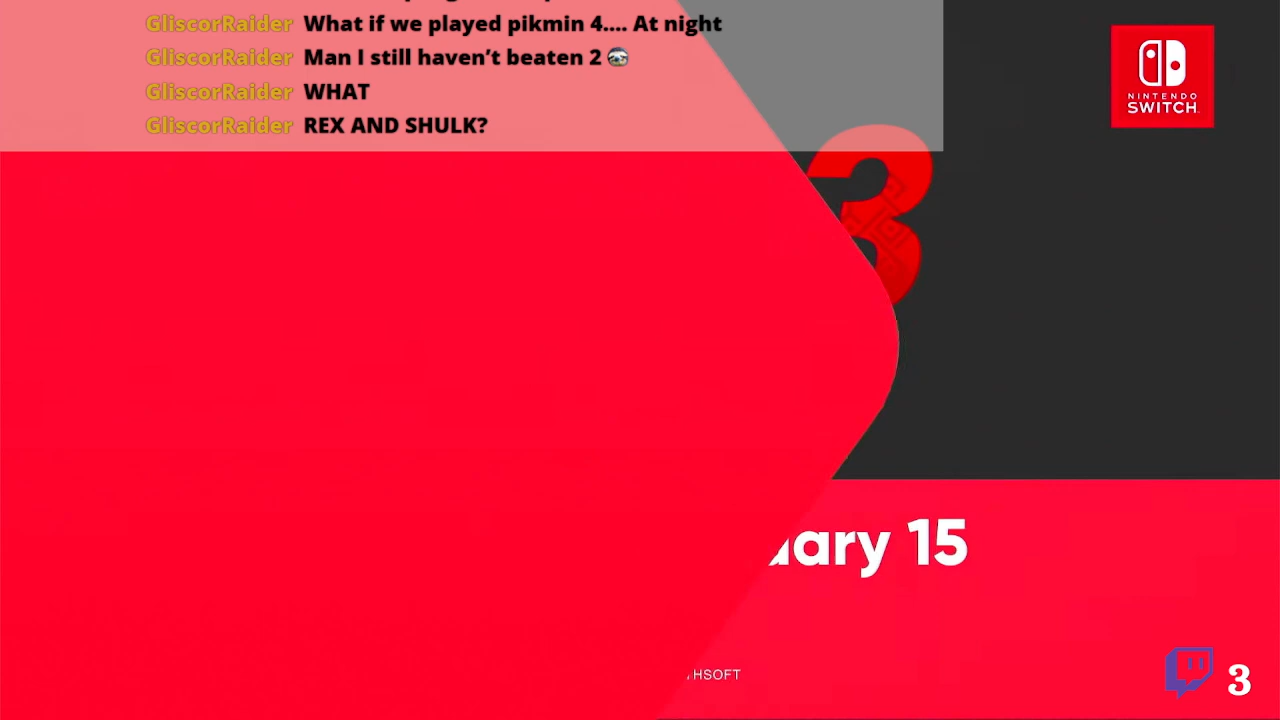 GliscorRaider What if we played pikmin 4.... At night
GliscorRaider Man I still haven't beaten 2 🦥
GliscorRaider WHAT
GliscorRaider REX AND SHULK?
NINTENDO
SWITCH
3
uary 15
HSOFT
3